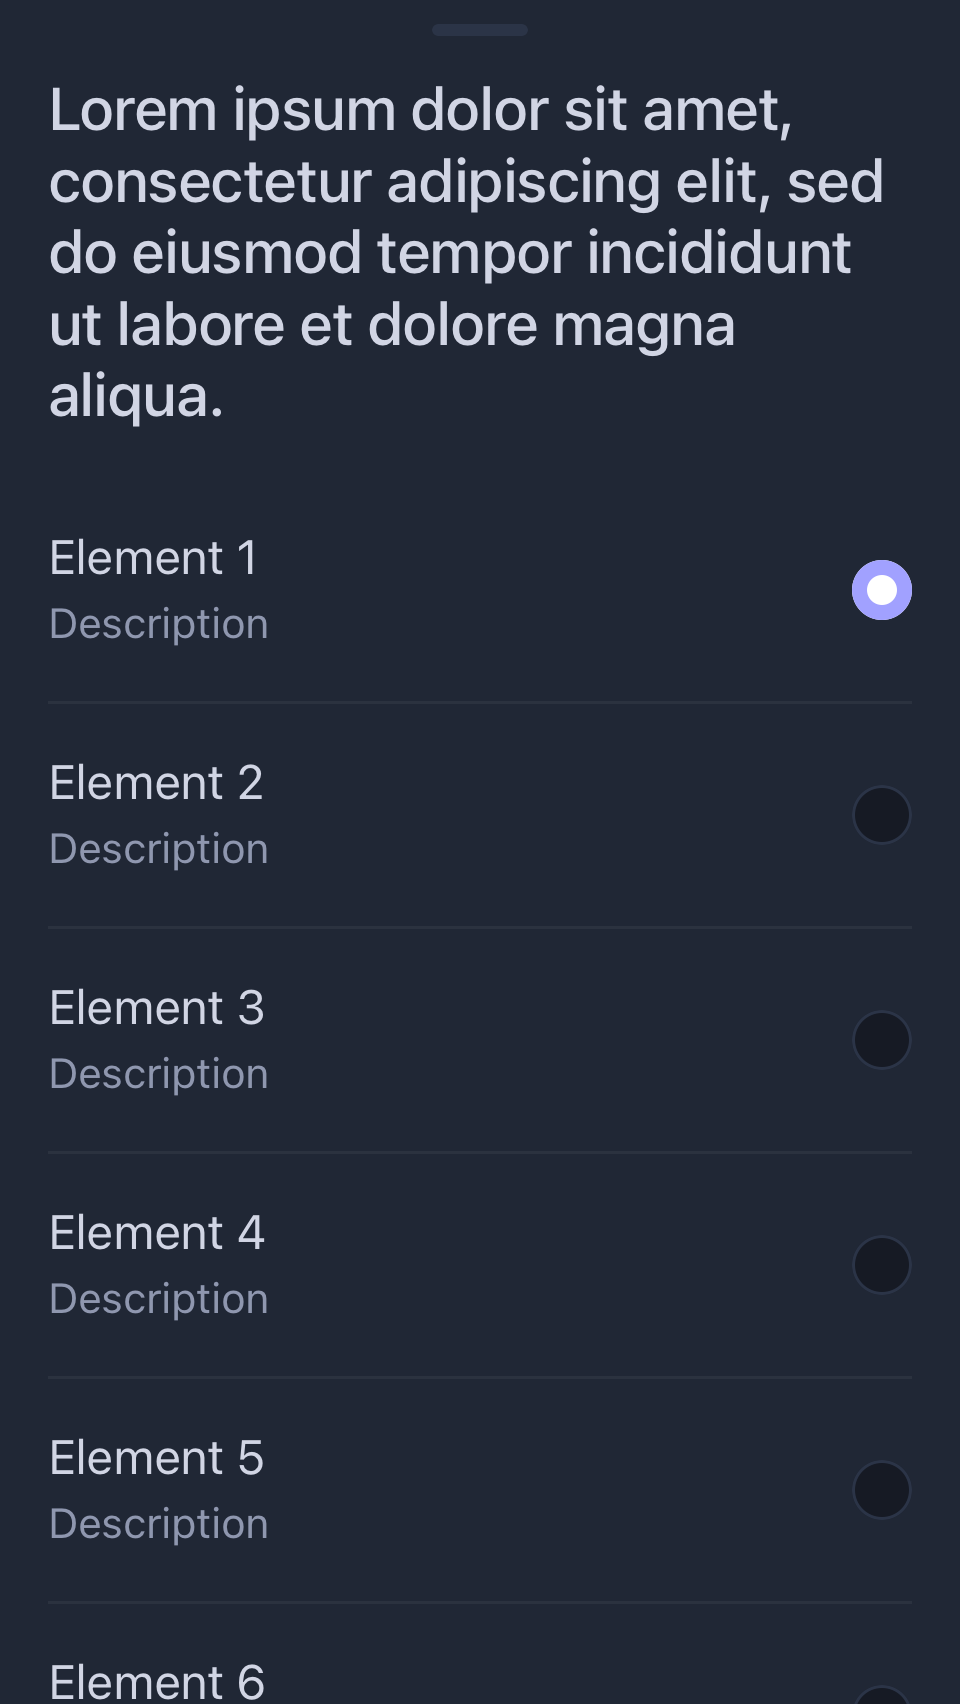 Lorem ipsum dolor sit amet,
consectetur adipiscing elit, sed
do eiusmod tempor incididunt
ut labore et dolore magna
aliqua.
Element 1
Description
Element 2
Description
Element 3
Description
Element 4
Description
Element 5
Description
Element 6